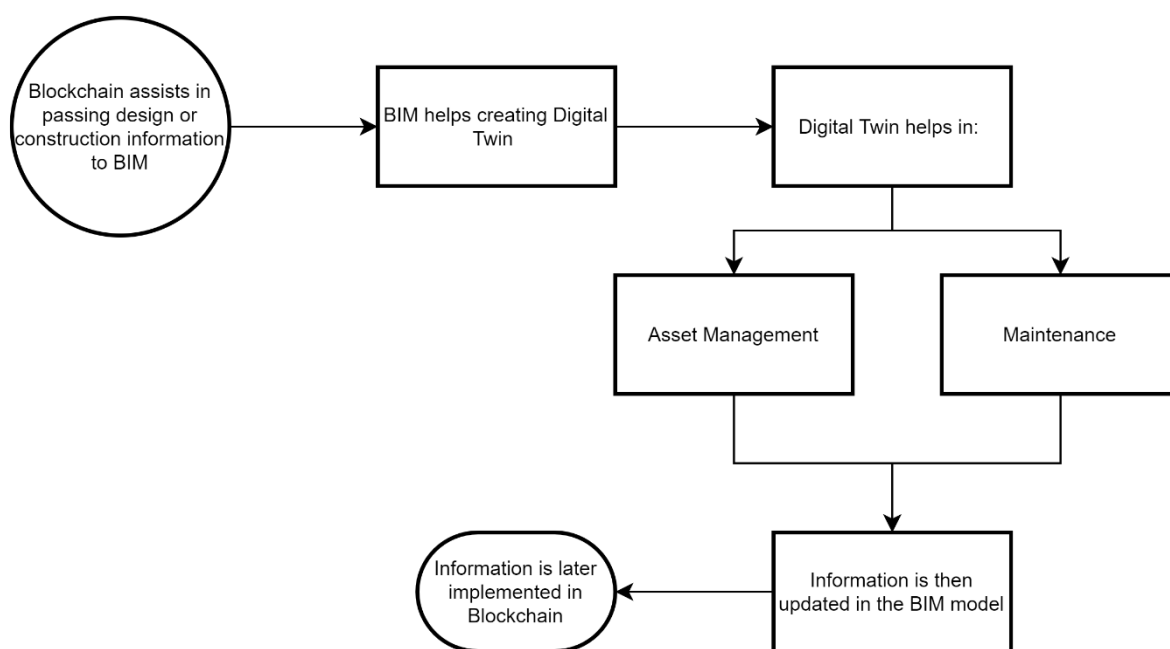 Blockchain assists in
passing design or
construction information
to BIM
BIM helps creating Digital
Twin
Digital Twin helps in:
Asset Management
Maintenance
Information is then
updated in the BIM model
Information is later
implemented in
Blockchain